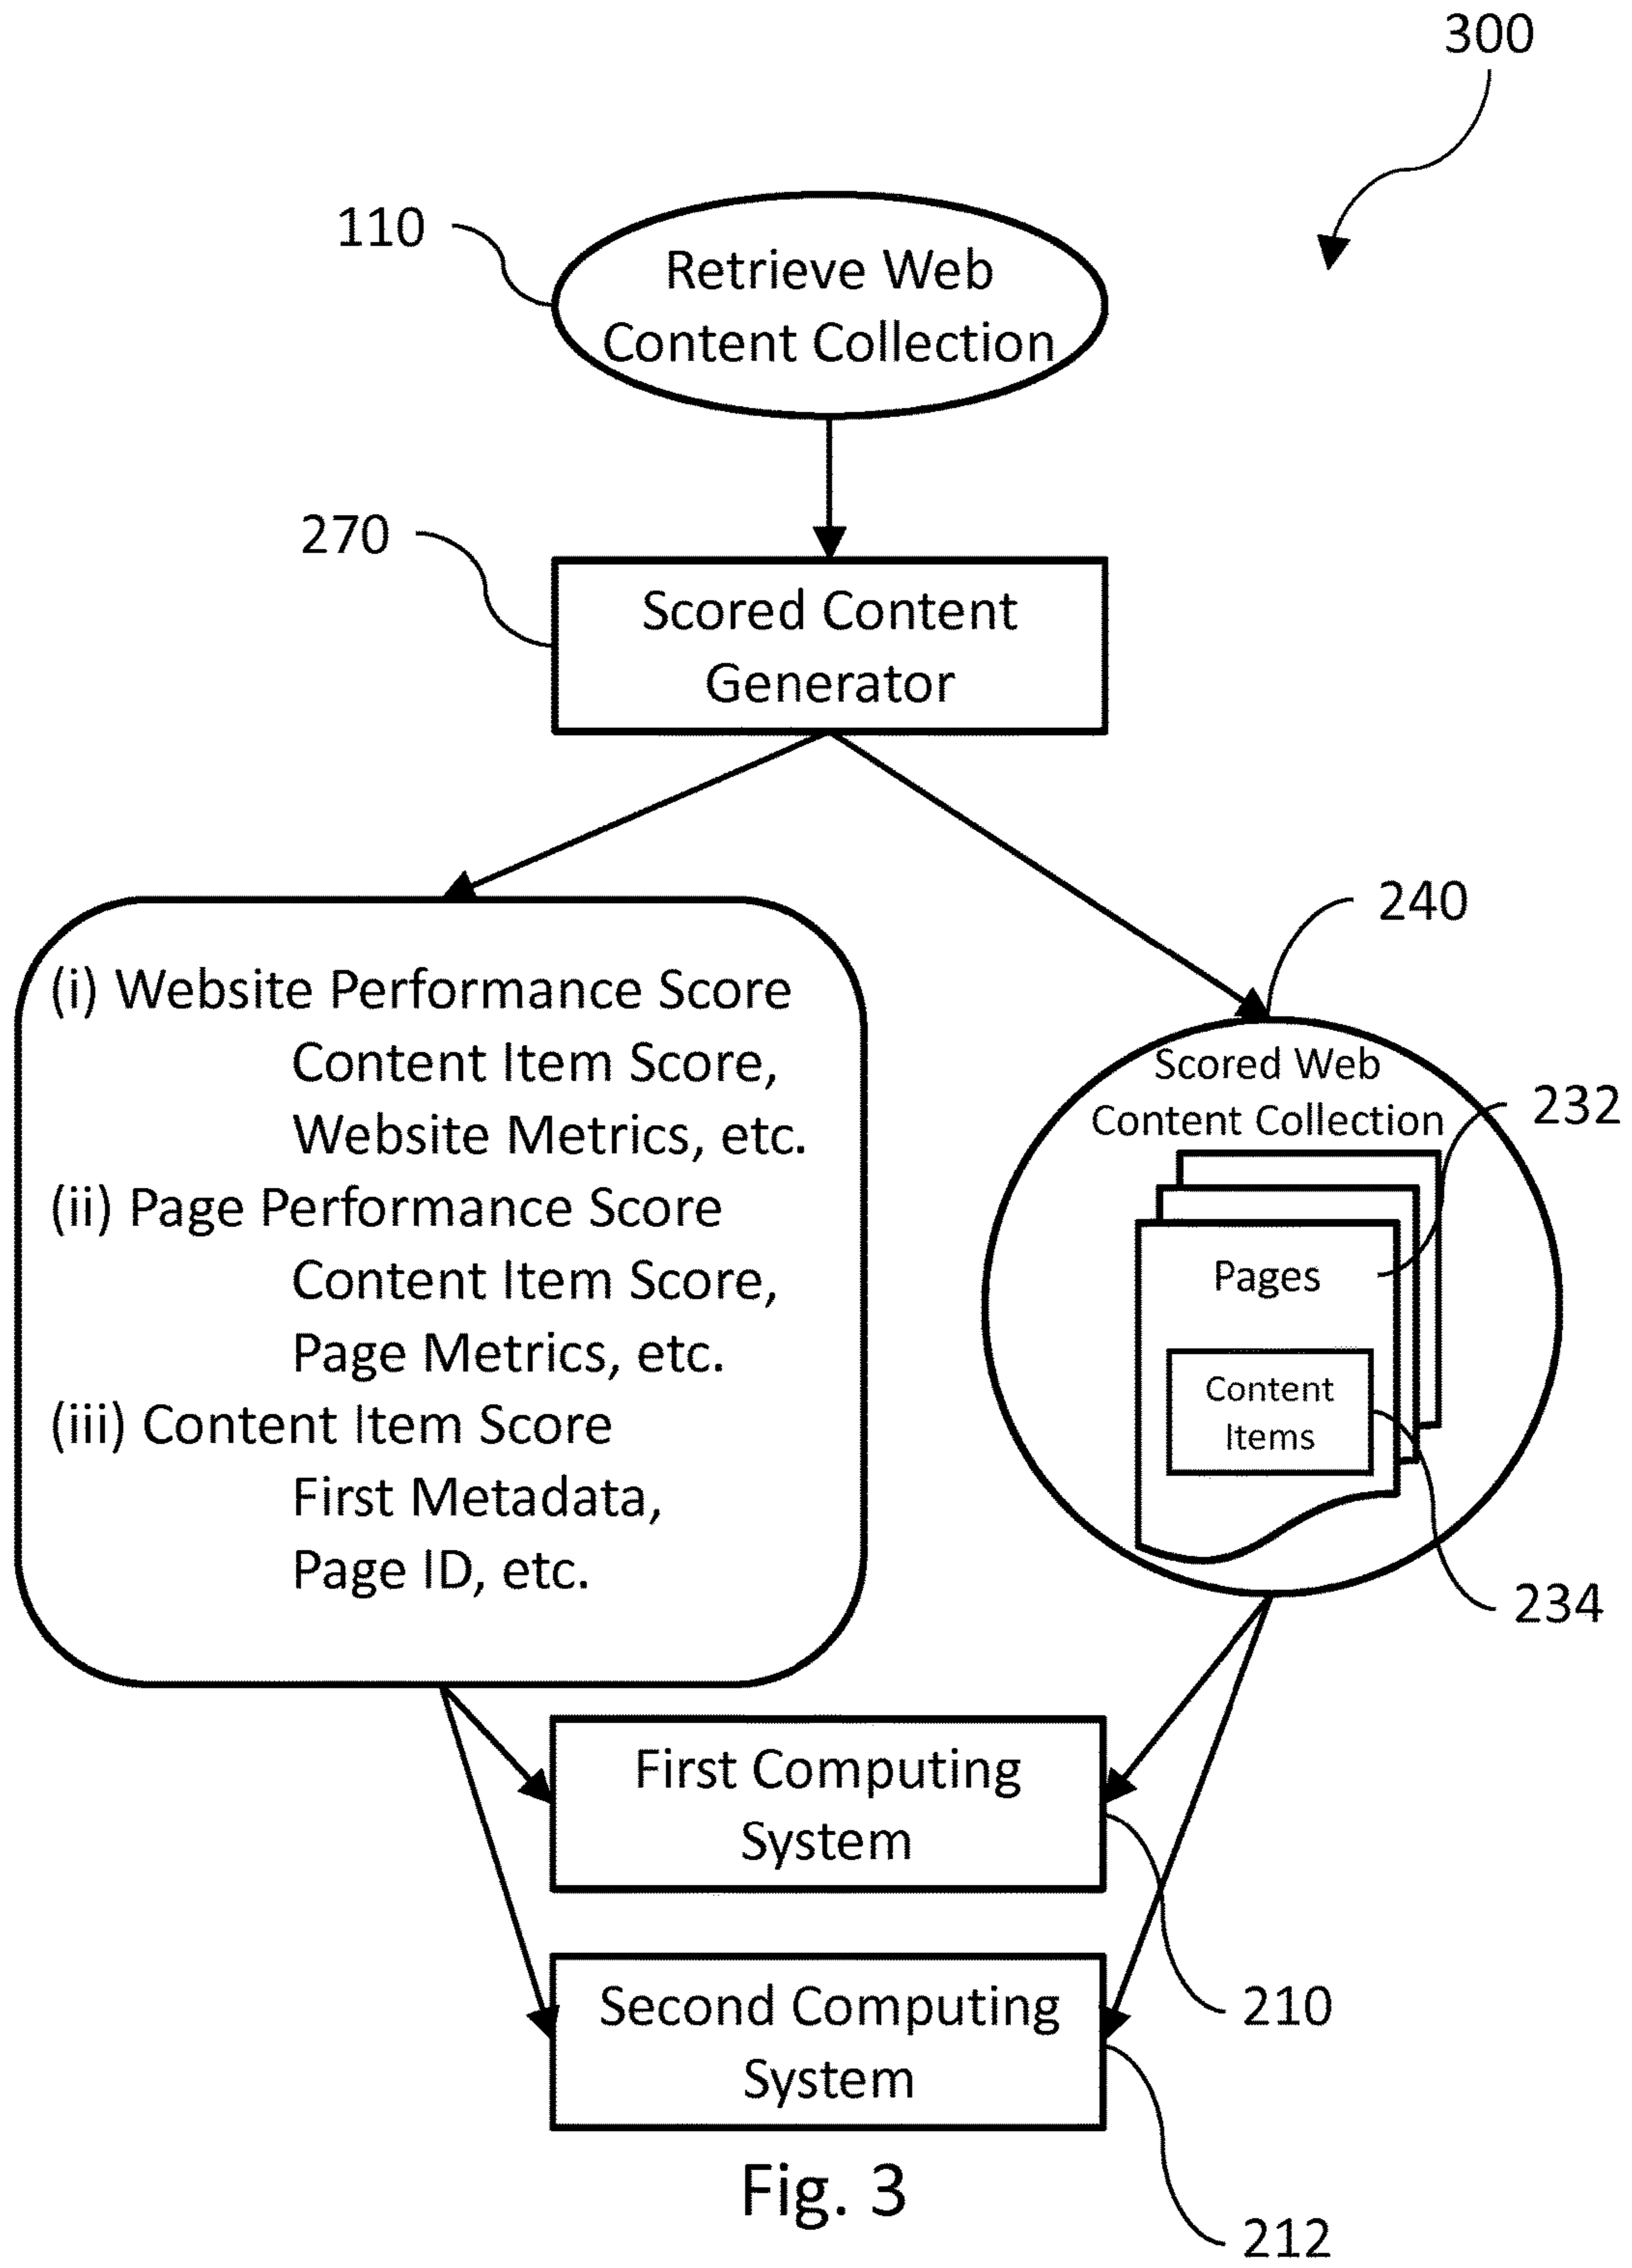 300
110
Retrieve Web
Content Collection
270
Scored Content
Generator
240
(i) Website Performance Score
Content Item Score,
Website Metrics, etc.
(ii) Page Performance Score
Content Item Score,
Page Metrics, etc.
(iii) Content Item Score
First Metadata,
Page ID, etc.
Scored Web
Content Collection
232
Pages
Content
Items
234
First Computing
System
210
Second Computing
System
212
Fig. 3